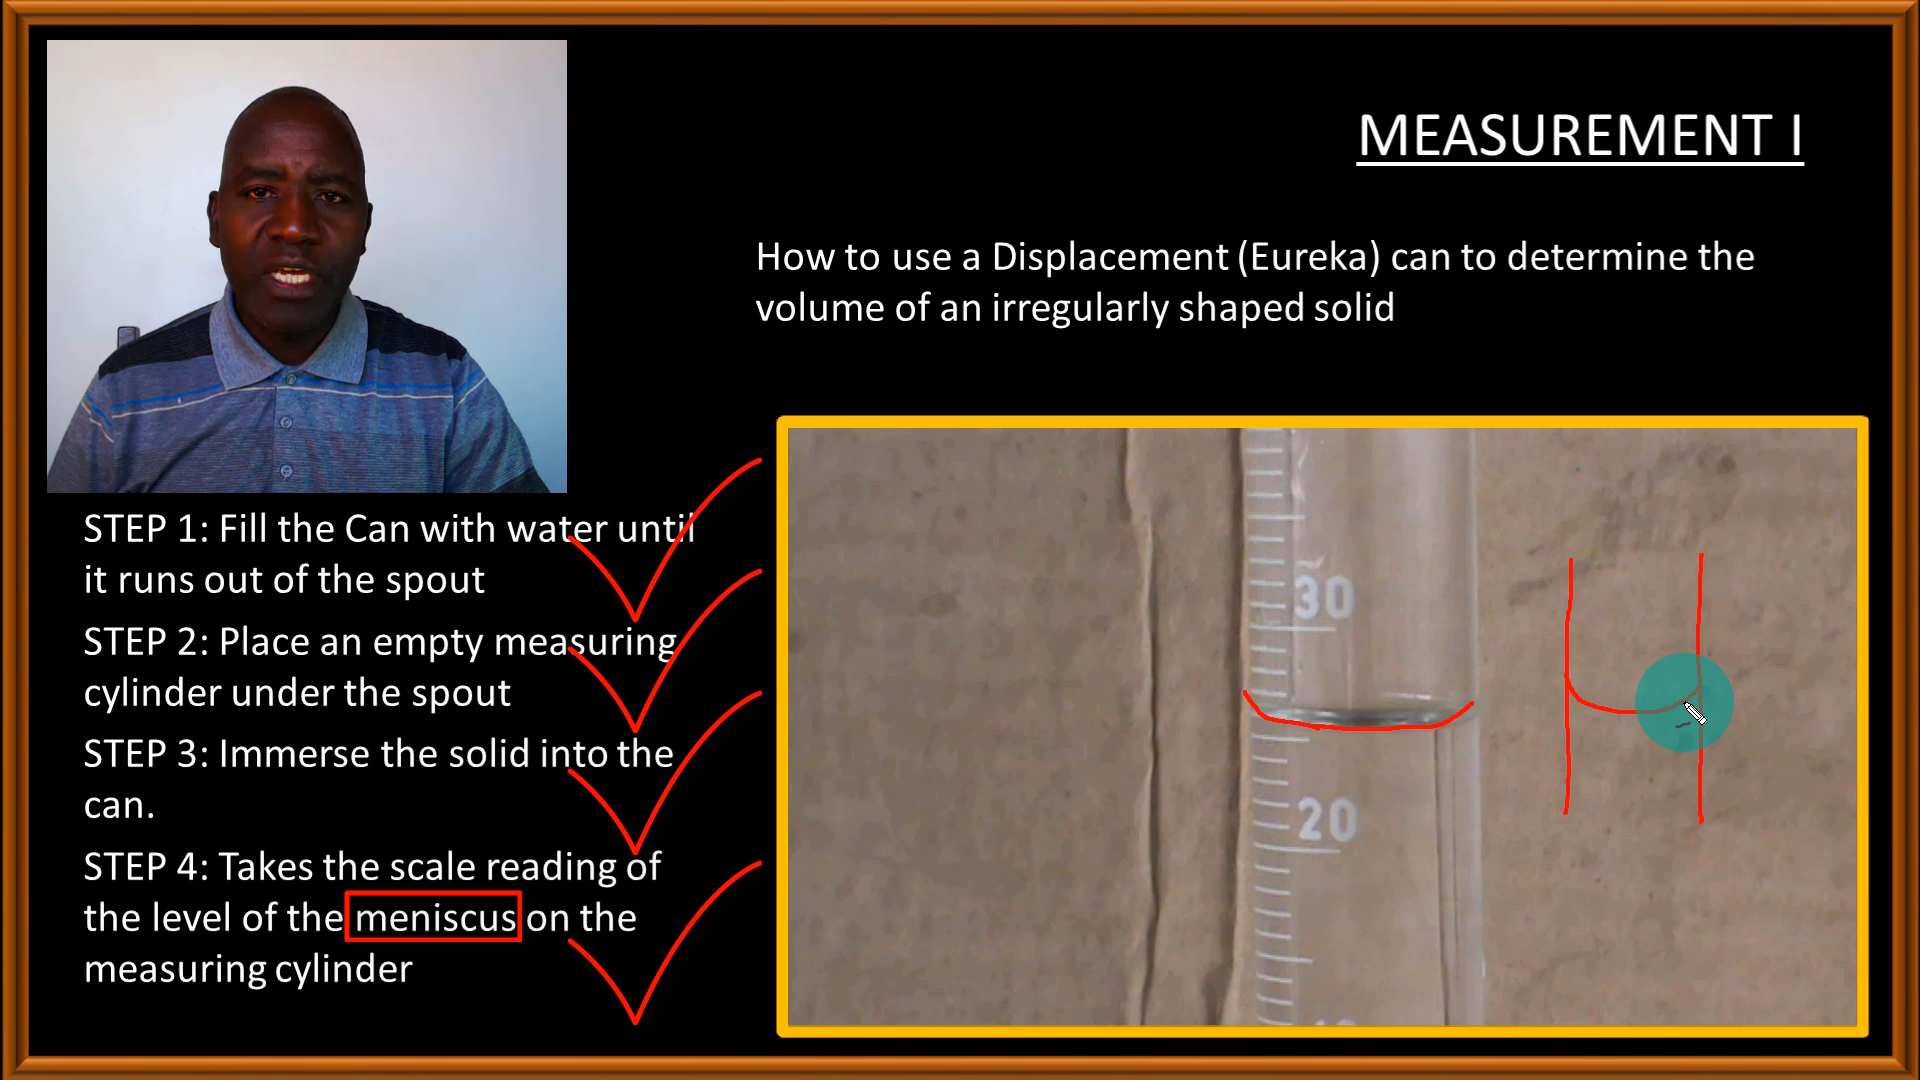 MEASUREMENT I
How to use a Displacement (Eureka) can to determine the
volume of an irregularly shaped solid
STEP 1: Fill the Can with water until
it runs out of the spout
STEP 2: Place an empty measuring
cylinder under the spout
STEP 3: Immerse the solid into the
can.
STEP 4: Takes the scale reading of
the level of the meniscus on the
measuring cylinder
30
20